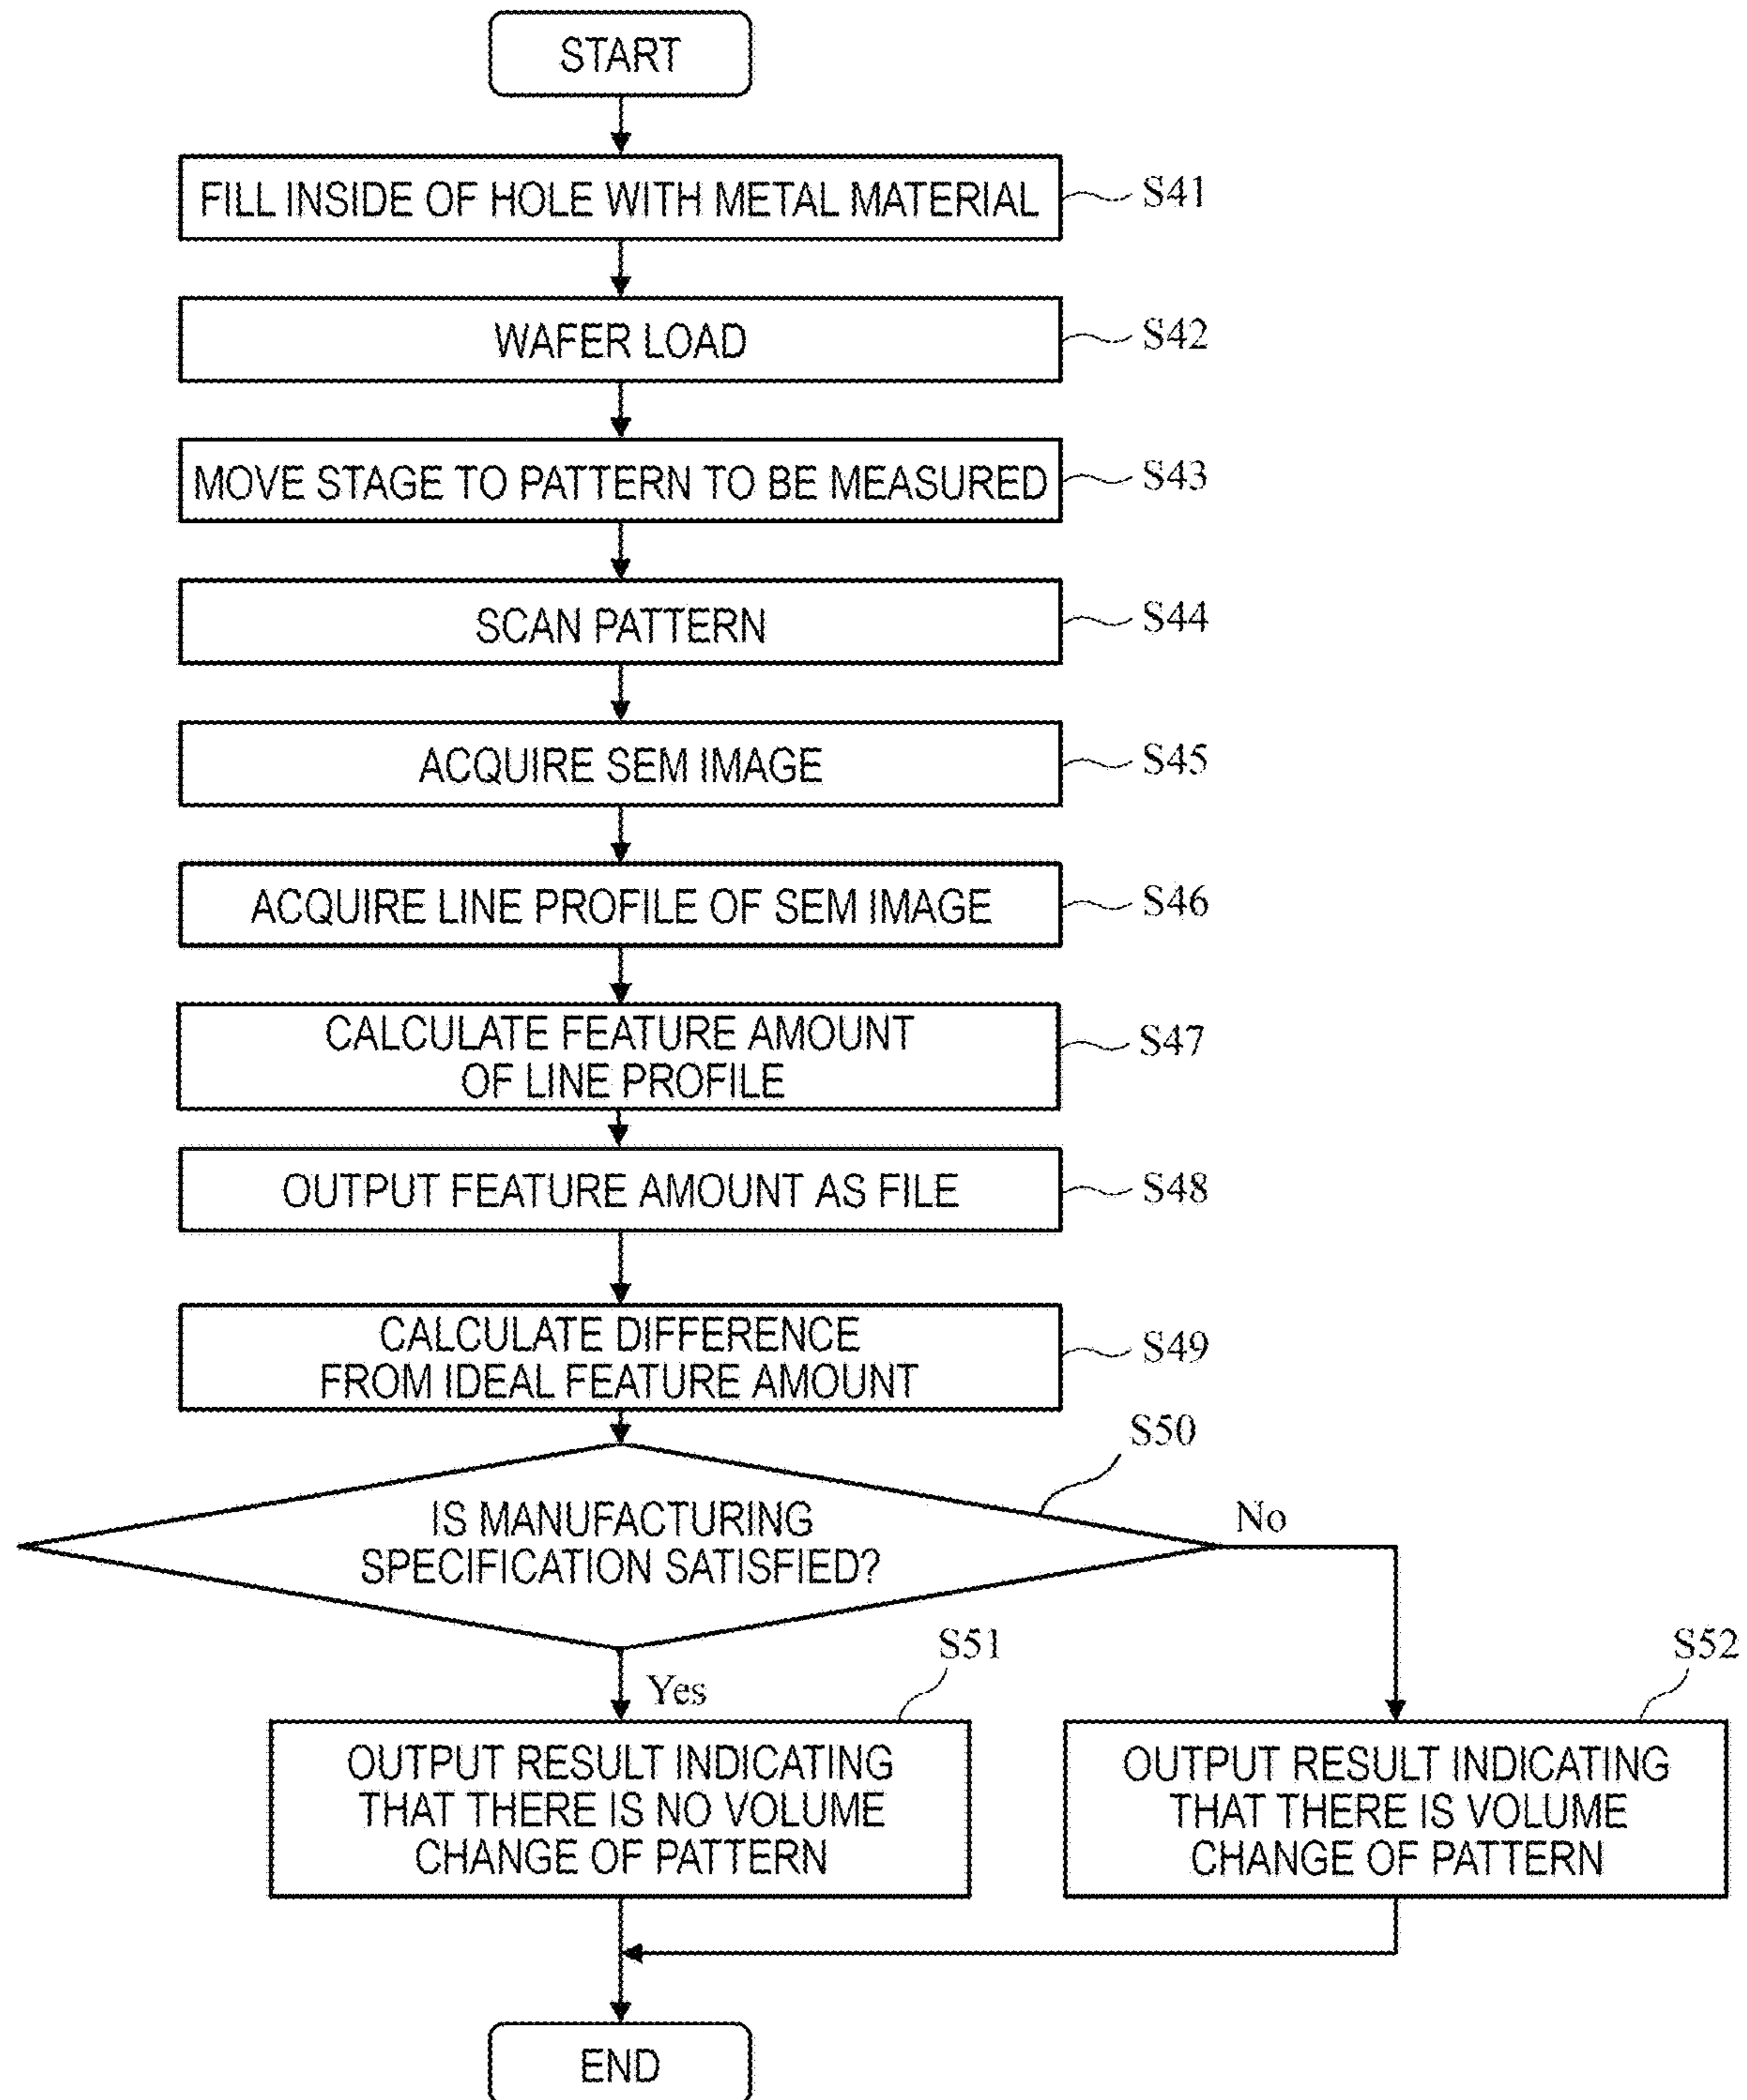 START
FILL INSIDE OF HOLE WITH METAL MATERIAL
S41
WAFER LOAD
S42
MOVE STAGE TO PATTERN TO BE MEASURED
S43
SCAN PATTERN
S44
ACQUIRE SEM IMAGE
S45
ACQUIRE LINE PROFILE OF SEM IMAGE
S46
CALCULATE FEATURE AMOUNT
OF LINE PROFILE
S47
OUTPUT FEATURE AMOUNT AS FILE
S48
CALCULATE DIFFERENCE
FROM IDEAL FEATURE AMOUNT
S49
S50
IS MANUFACTURING
SPECIFICATION SATISFIED?
No
Yes
S51
OUTPUT RESULT INDICATING
THAT THERE IS NO VOLUME
CHANGE OF PATTERN
S52
OUTPUT RESULT INDICATING
THAT THERE IS VOLUME
CHANGE OF PATTERN
END